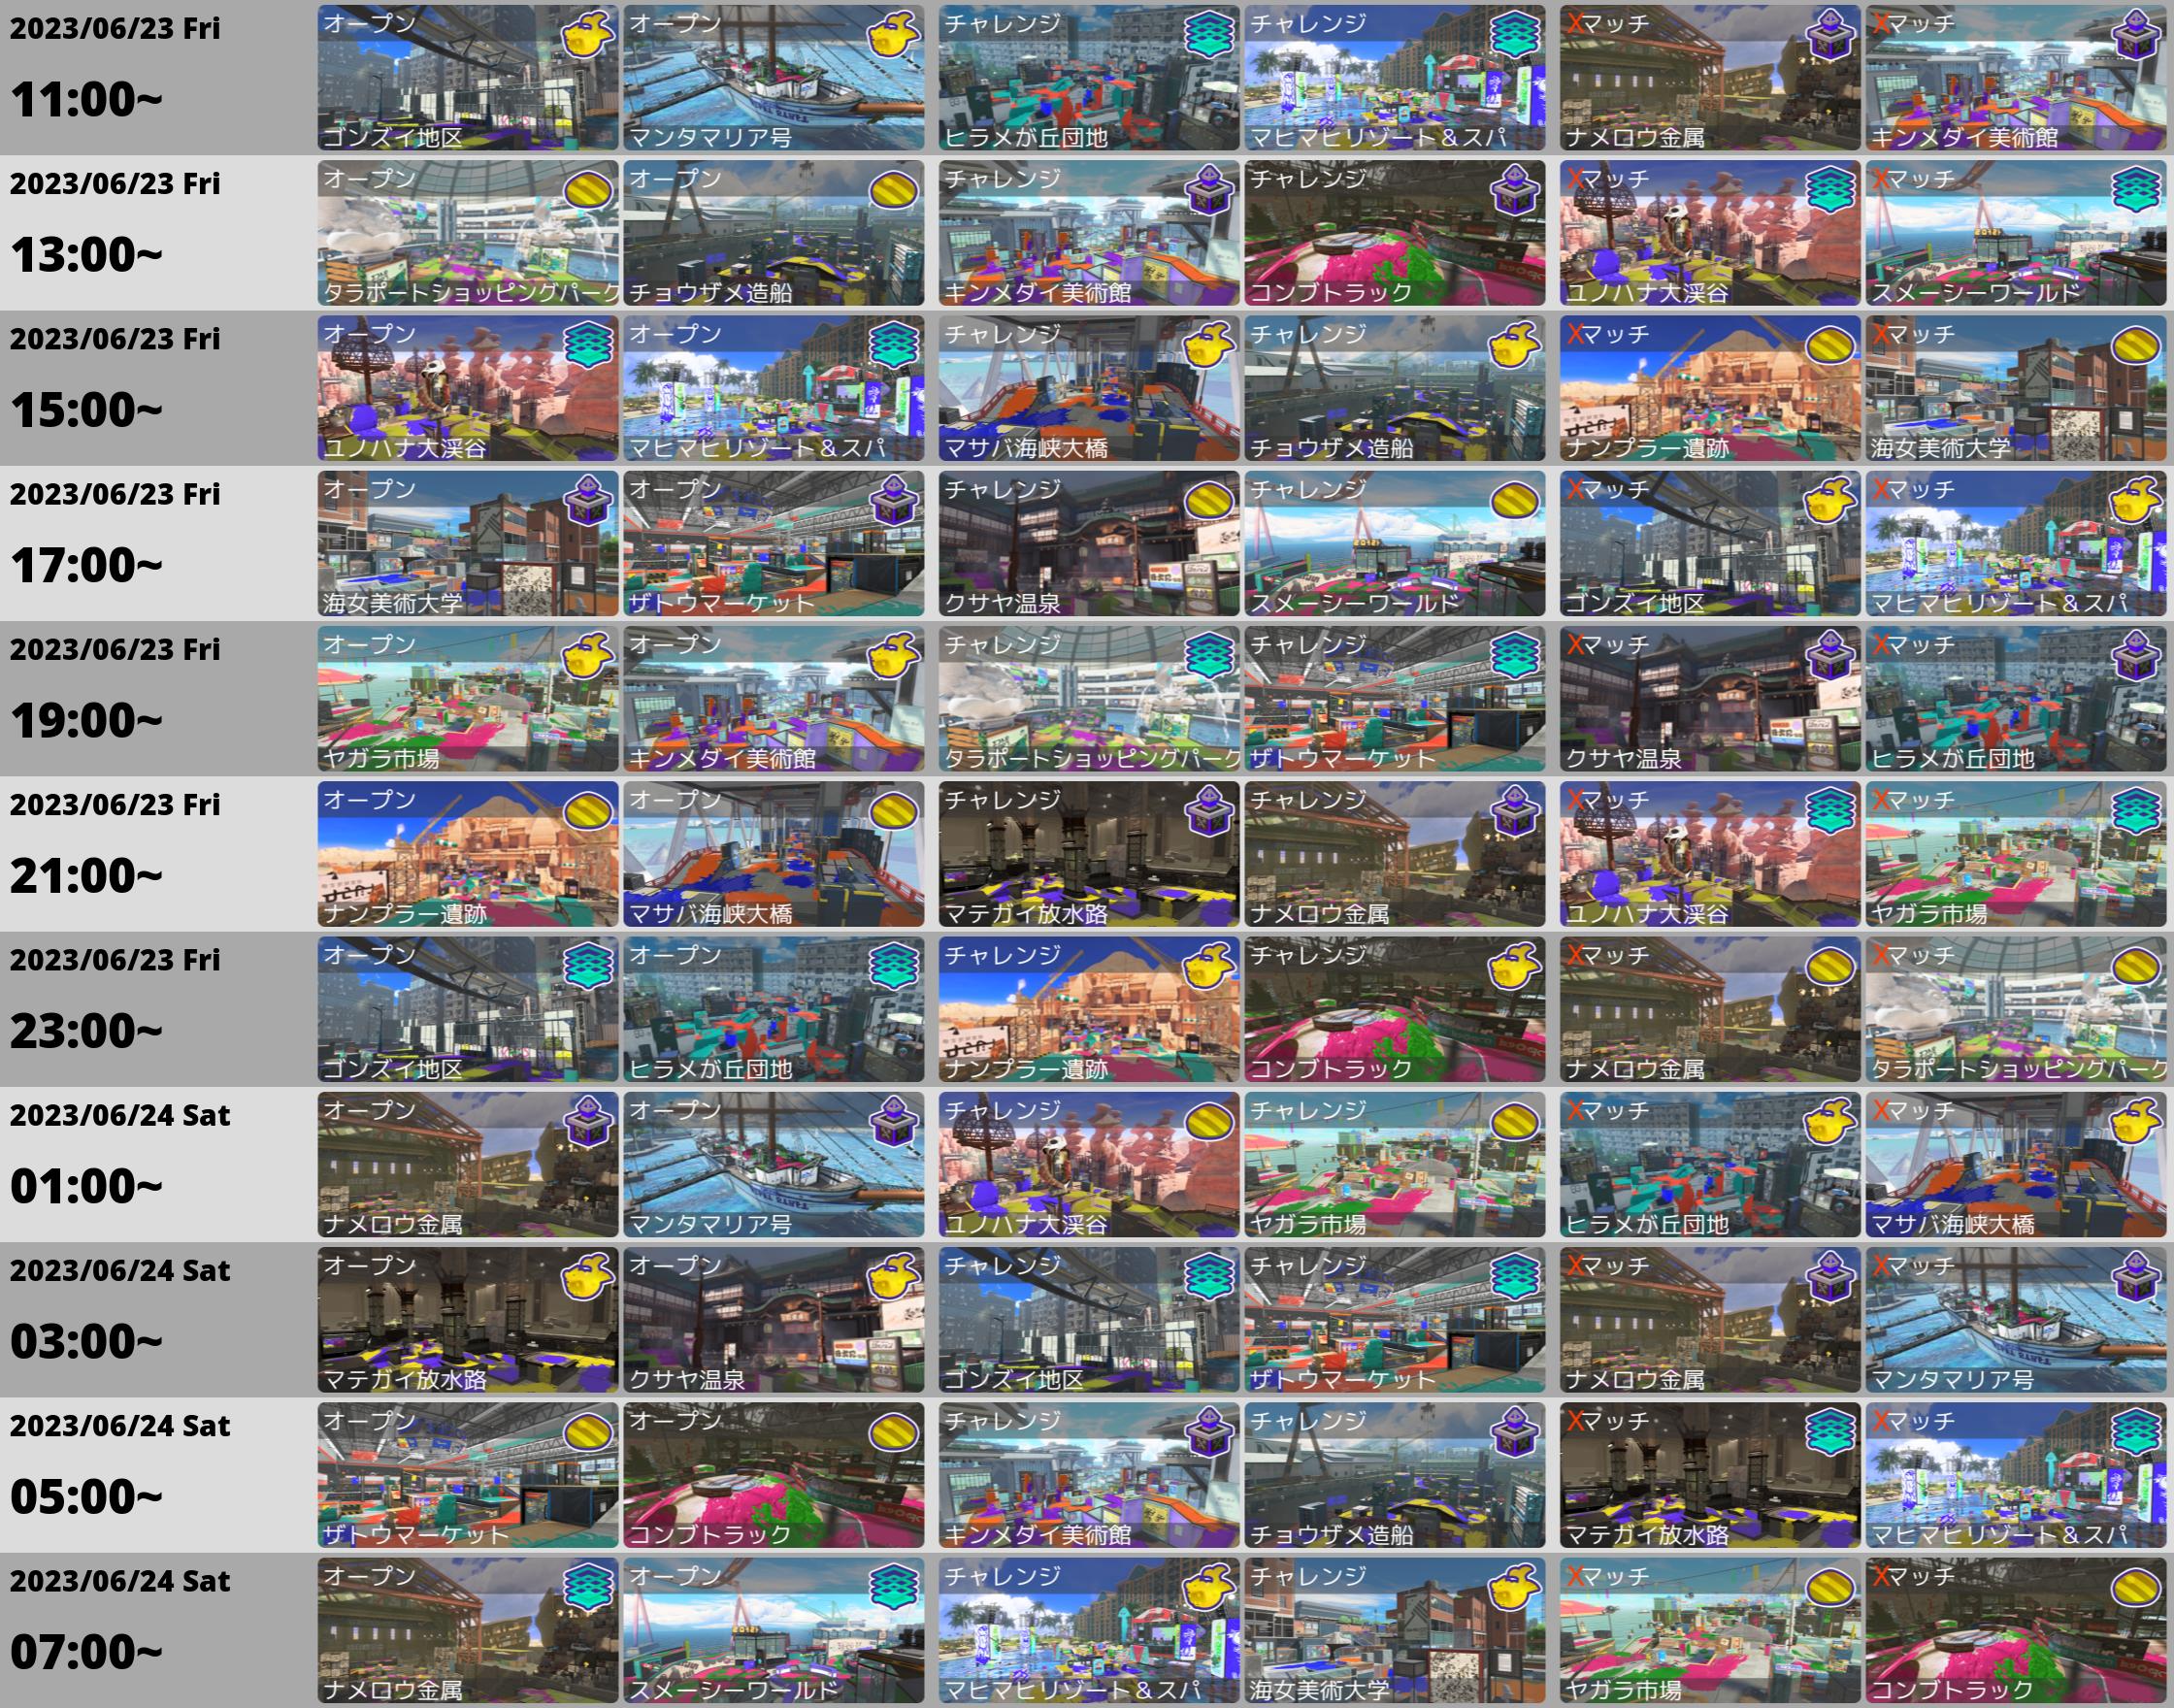 2023/06/23 Fri
11:00~
オープン
ゴンズイ地区
オープン
マンタマリア号
チャレンジ
ヒラメが丘団地
チャレンジ
マヒマヒリゾート＆スパ
Xマッチ
ナメロウ金属
Xマッチ
キンメダイ美術館
2023/06/23 Fri
13:00~
オープン
タラポートショッピングパーク
オープン
チョウザメ造船
チャレンジ
キンメダイ美術館
チャレンジ
コンブトラック
Xマッチ
ユノハナ大渓谷
Xマッチ
スメーシーワールド
2023/06/23 Fri
15:00~
オープン
ユノハナ大渓谷
オープン
マヒマヒリゾート＆スパ
チャレンジ
マサバ海峡大橋
チャレンジ
チョウザメ造船
Xマッチ
ナンプラー遺跡
Xマッチ
海女美術大学
2023/06/23 Fri
17:00~
オープン
海女美術大学
オープン
ザトウマーケット
チャレンジ
クサヤ温泉
チャレンジ
スメーシーワールド
Xマッチ
ゴンズイ地区
Xマッチ
マヒマヒリゾート＆スパ
2023/06/23 Fri
19:00~
オープン
ヤガラ市場
オープン
キンメダイ美術館
チャレンジ
タラポートショッピングパーク
チャレンジ
ザトウマーケット
Xマッチ
クサヤ温泉
Xマッチ
ヒラメが丘団地
2023/06/23 Fri
21:00~
オープン
ナンプラー遺跡
オープン
マサバ海峡大橋
チャレンジ
マテガイ放水路
チャレンジ
ナメロウ金属
Xマッチ
ユノハナ大渓谷
Xマッチ
ヤガラ市場
2023/06/23 Fri
23:00~
オープン
ゴンズイ地区
オープン
ヒラメが丘団地
チャレンジ
ナンプラー遺跡
チャレンジ
コンブトラック
Xマッチ
ナメロウ金属
Xマッチ
タラポートショッピングパーク
2023/06/24 Sat
01:00~
オープン
ナメロウ金属
オープン
マンタマリア号
チャレンジ
ユノハナ大渓谷
チャレンジ
ヤガラ市場
Xマッチ
ヒラメが丘団地
Xマッチ
マサバ海峡大橋
2023/06/24 Sat
03:00~
オープン
マテガイ放水路
オープン
クサヤ温泉
チャレンジ
ゴンズイ地区
チャレンジ
ザトウマーケット
Xマッチ
ナメロウ金属
Xマッチ
マンタマリア号
2023/06/24 Sat
05:00~
オープン
ザトウマーケット
オープン
コンブトラック
チャレンジ
キンメダイ美術館
チャレンジ
チョウザメ造船
Xマッチ
マテガイ放水路
Xマッチ
マヒマヒリゾート＆スパ
2023/06/24 Sat
07:00~
オープン
ナメロウ金属
オープン
スメーシーワールド
チャレンジ
マヒマヒリゾート＆スパ
チャレンジ
海女美術大学
Xマッチ
ヤガラ市場
Xマッチ
コンブトラック